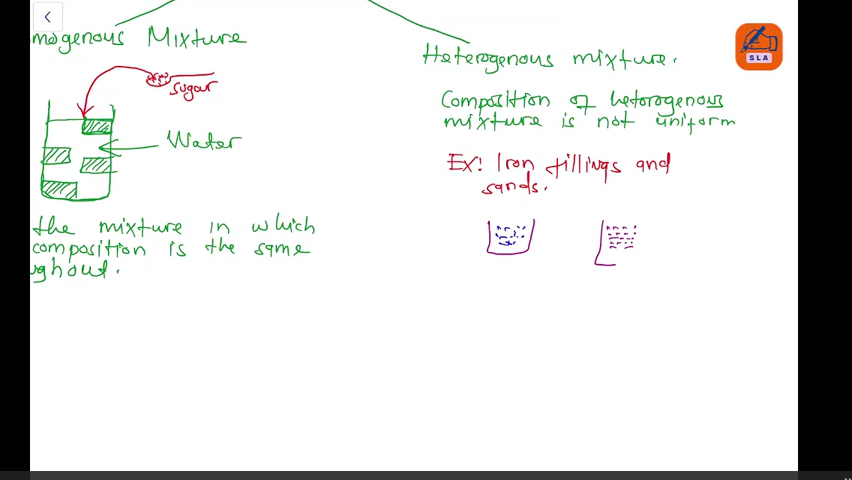 mogenous Mixture
sugar
Water
the mixture in which
composition is the same
ghout.
Heterogenous mixture.
Composition of heterogenous
mixture is not uniform
Ex: Iron fillings and
sands.
SLA